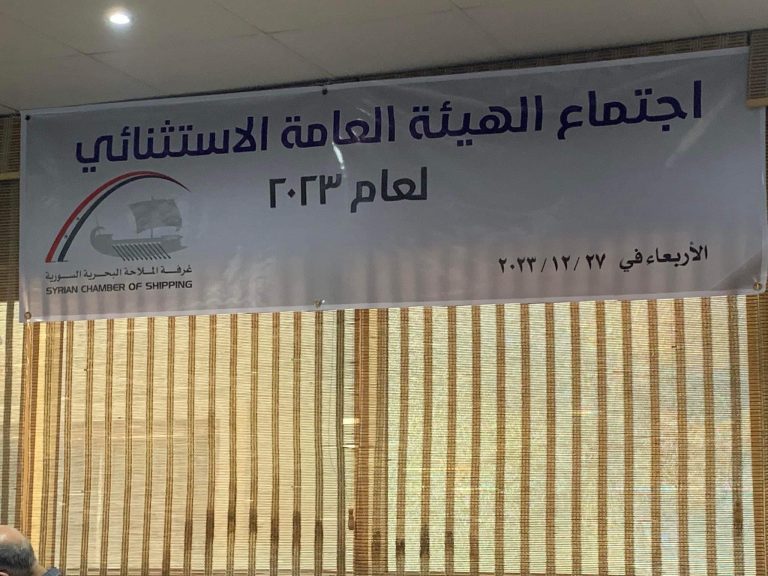 اجتماع الهيئة العامة الاستثنائي
لعام ٢٠٢٣
غرفة الملاحة البحرية السورية
SYRIAN CHAMBER OF SHIPPING
الأربعاء في ٢٠٢٣/١٢/٢٧